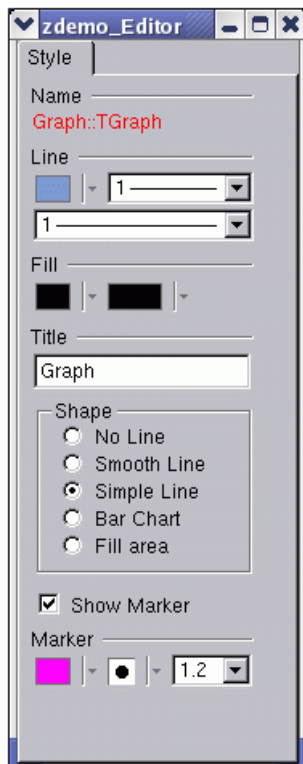 zdemo_Editor
Style
Name
Graph::TGraph
Line
1
1
Fill
Title
Graph
Shape
No Line
Smooth Line
Simple Line
Bar Chart
Fill area
Show Marker
Marker
1.2